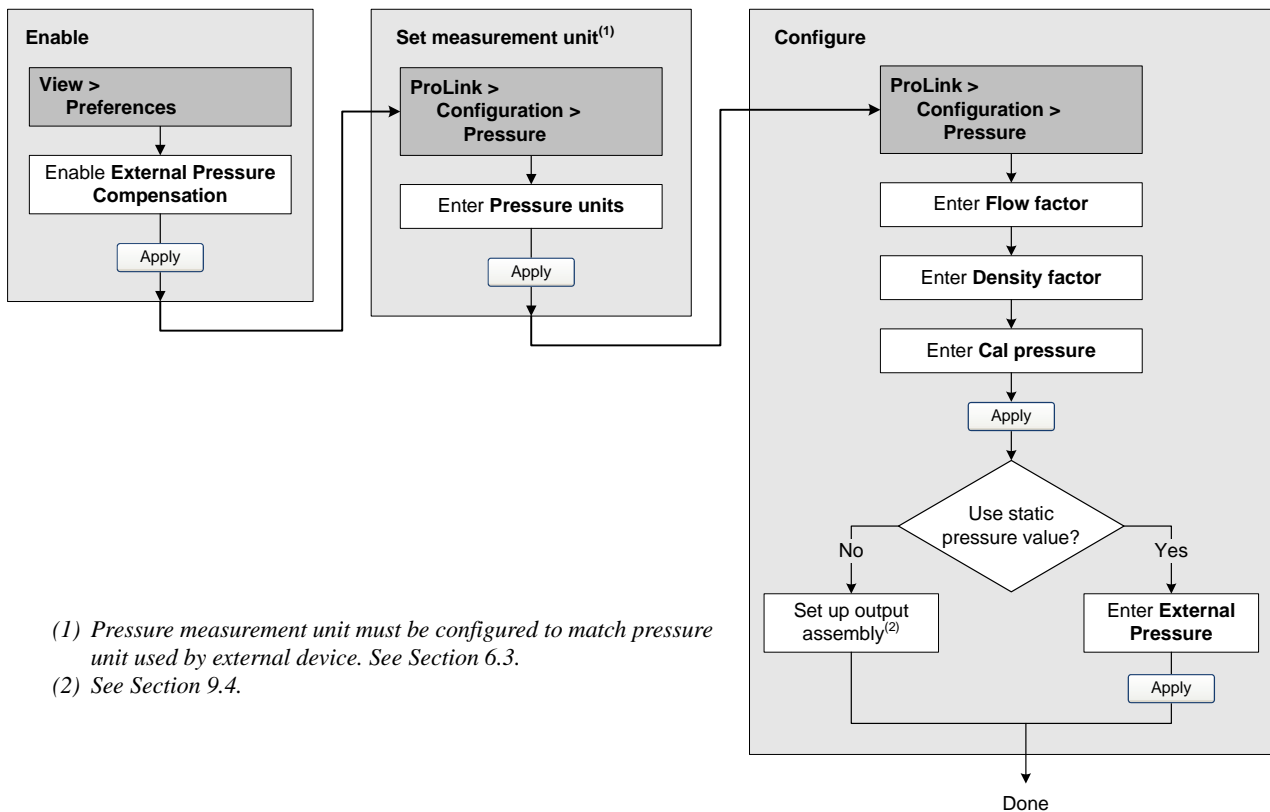 Enable
View >
Preferences
Enable External Pressure
Compensation
Apply
Set measurement unit(1)
ProLink >
Configuration >
Pressure
Enter Pressure units
Apply
Configure
ProLink >
Configuration >
Pressure
Enter Flow factor
Enter Density factor
Enter Cal pressure
Apply
Use static
pressure value?
No
Yes
Set up output
assembly(2)
Enter External
Pressure
Apply
Done
(1) Pressure measurement unit must be configured to match pressure
unit used by external device. See Section 6.3.
(2) See Section 9.4.